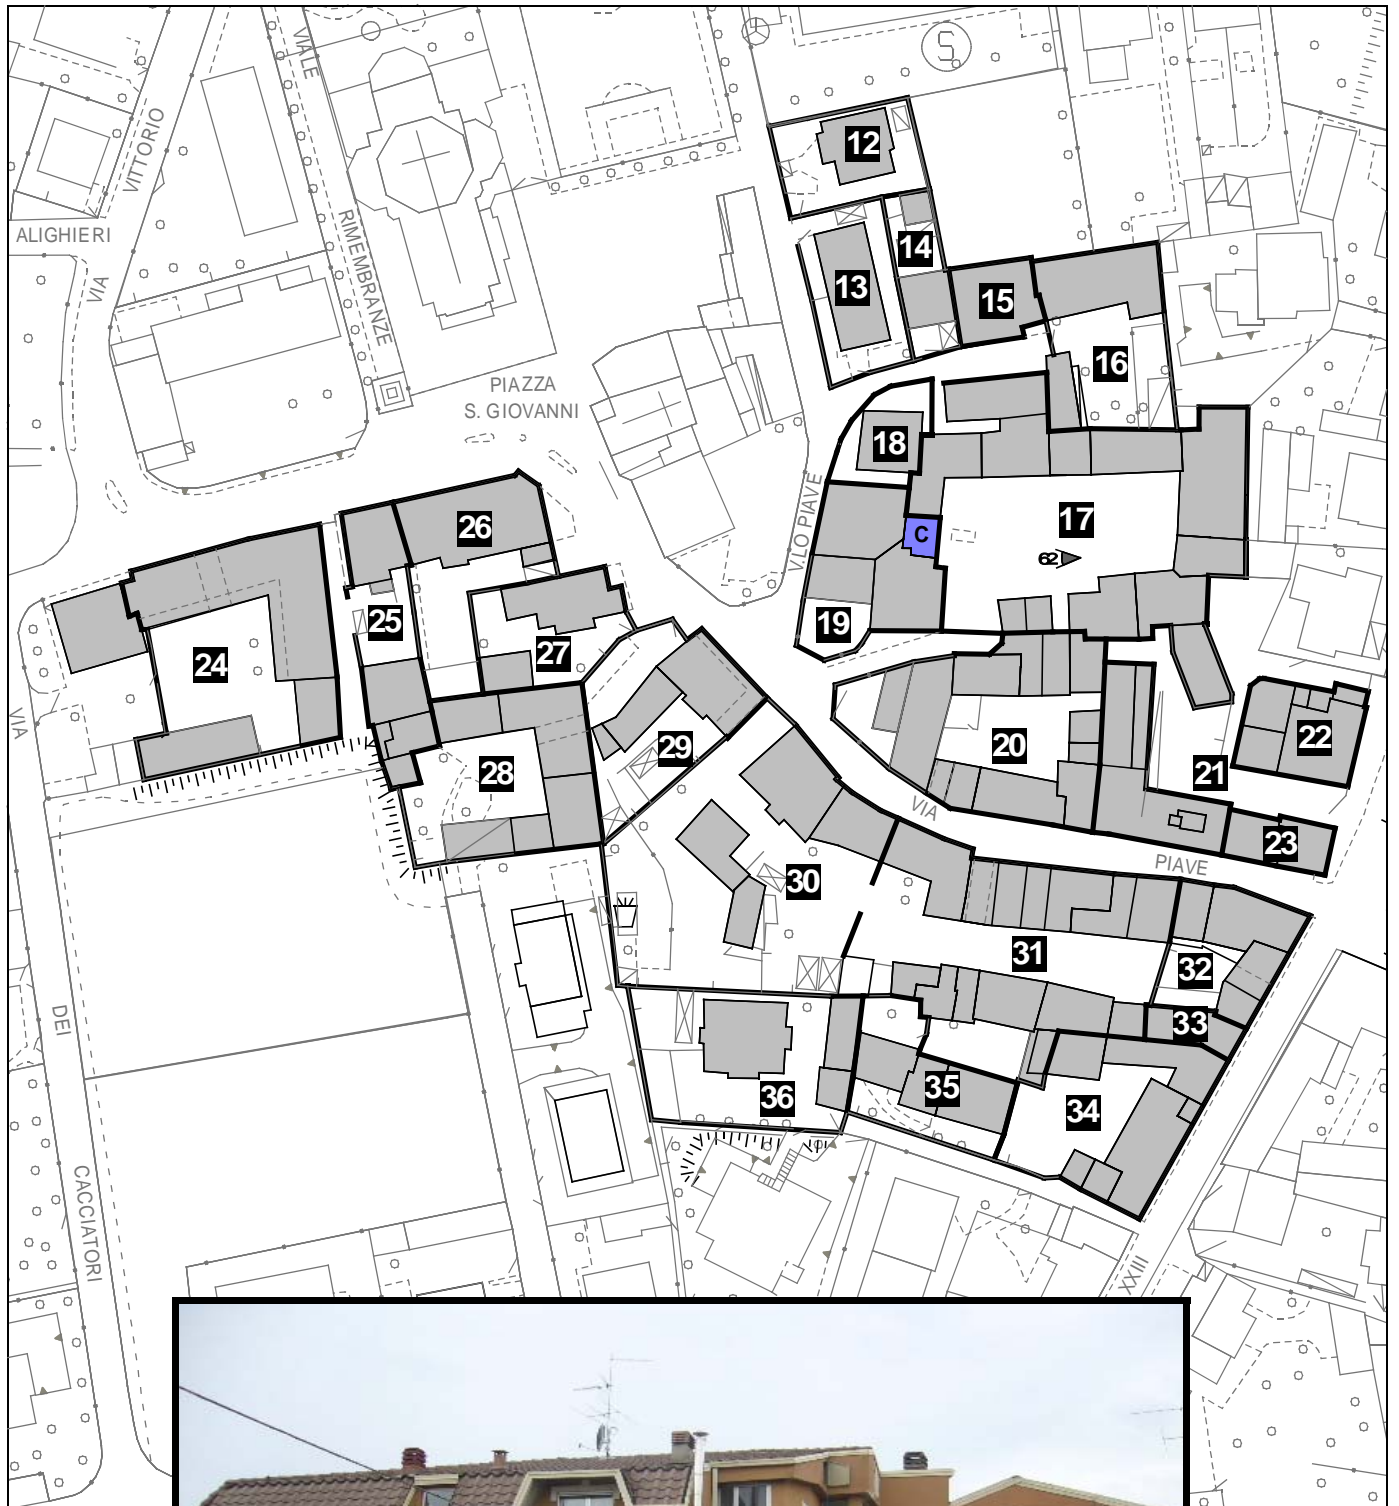 VIALE
S.
12
VITTORIO
ALIGHIERI
RIMEMBRANZE
14
VIA
13
15
16
PIAZZA
S. GIOVANNI
18
V.LO PIAVE
17
26
C
62
25
19
27
24
VIA
20
22
29
21
28
VIA
23
PIAVE
30
31
32
DEI
33
35
36
34
CACCIATORI
XXIII